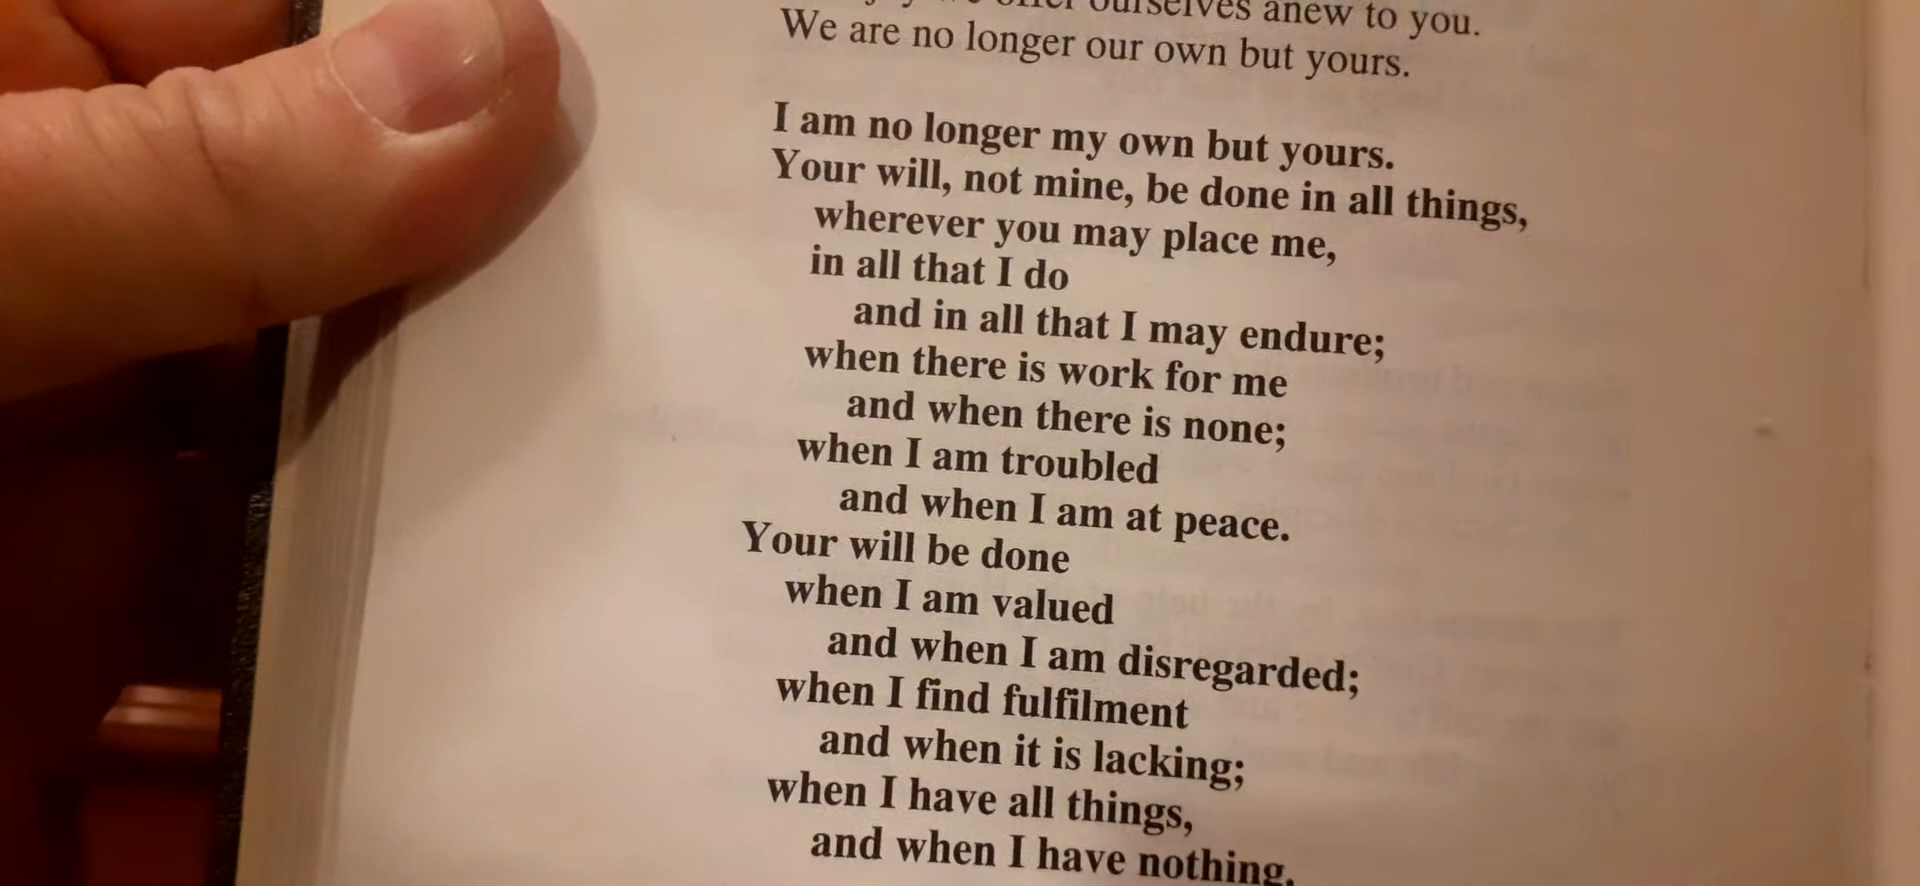 ourselves anew to you.
We are no longer our own but yours.
I am no longer my own but yours.
Your will, not mine, be done in all things,
wherever you may place me,
in all that I do
and in all that I may endure;
when there is work for me
and when there is none;
when I am troubled
and when I am at peace.
Your will be done
when I am valued
and when I am disregarded;
when I find fulfilment
and when it is lacking;
when I have all things,
and when I have nothing.